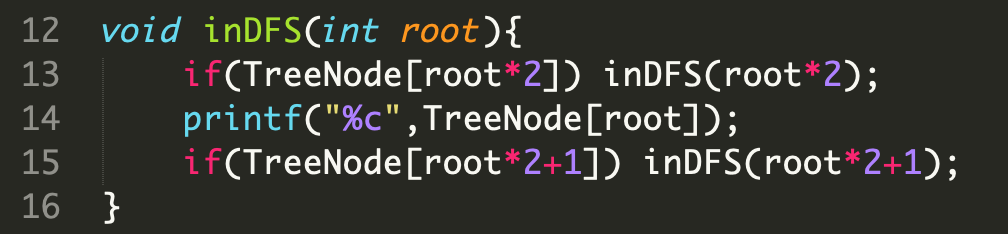 12 void inDFS(int root){
13     if(TreeNode[root*2]) inDFS(root*2);
14     printf("%c",TreeNode[root]);
15     if(TreeNode[root*2+1]) inDFS(root*2+1);
16 }